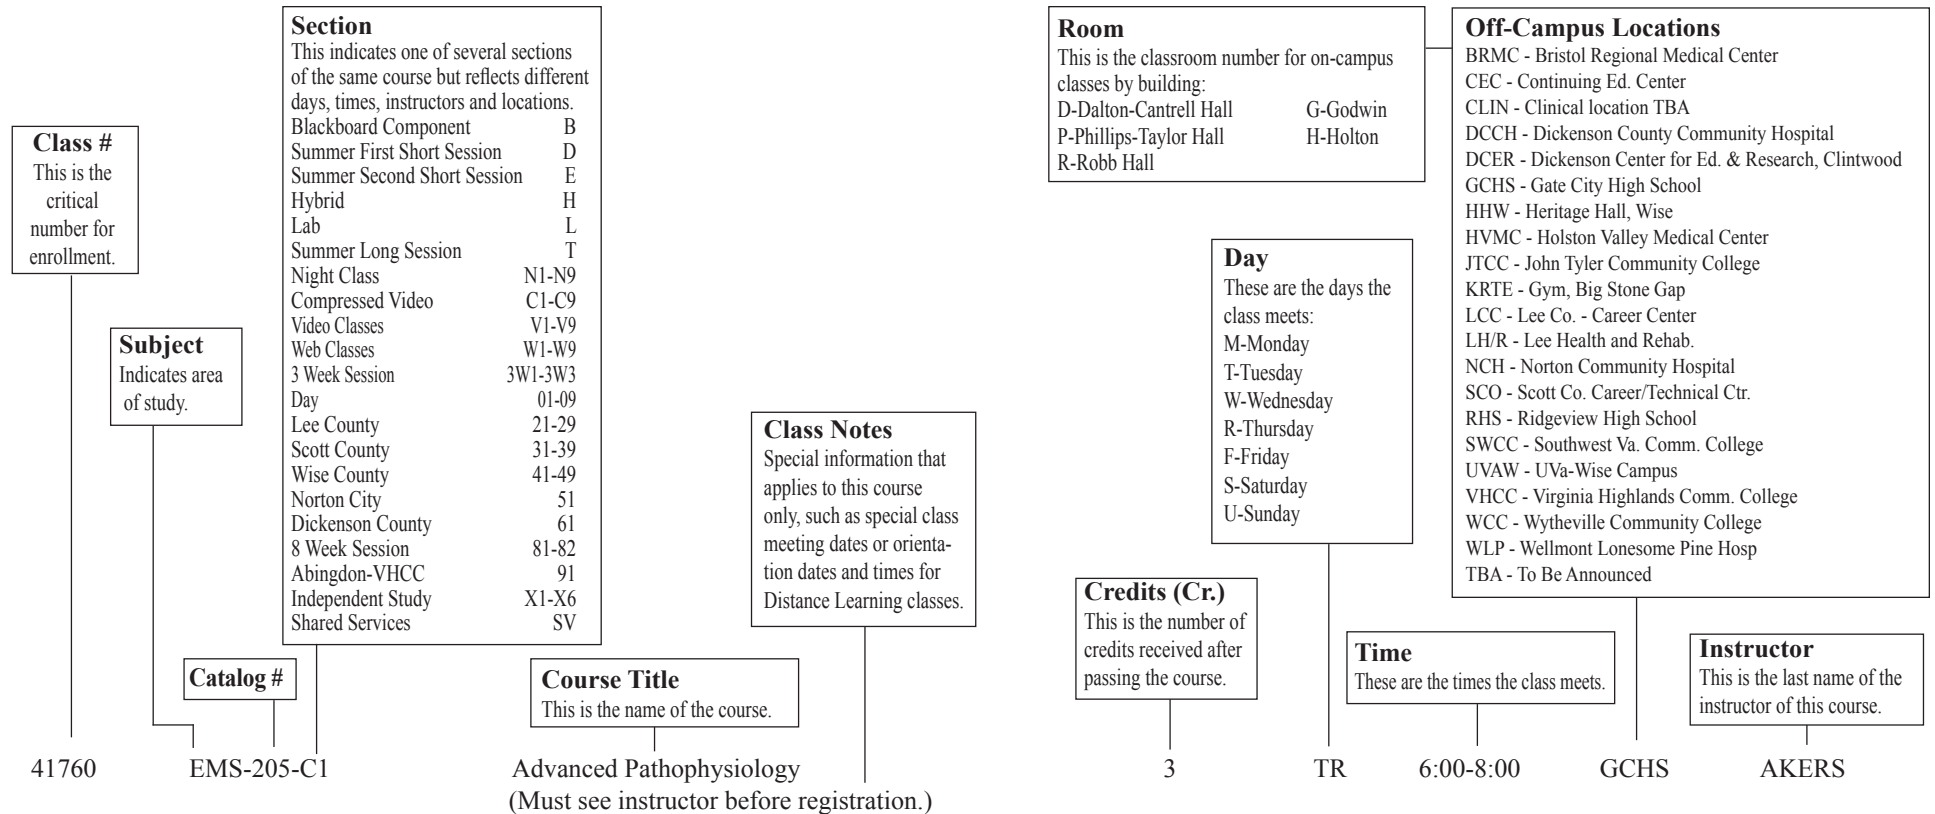 Class #
This is the
critical
number for
enrollment.
Subject
Indicates area
of study.
Catalog #
Section
This indicates one of several sections
of the same course but reflects different
days, times, instructors and locations.
Blackboard Component B
Summer First Short Session D
Summer Second Short Session E
Hybrid H
Lab L
Summer Long Session T
Night Class N1-N9
Compressed Video C1-C9
Video Classes V1-V9
Web Classes W1-W9
3 Week Session 3W1-3W3
Day 01-09
Lee County 21-29
Scott County 31-39
Wise County 41-49
Norton City 51
Dickenson County 61
8 Week Session 81-82
Abingdon-VHCC 91
Independent Study X1-X6
Shared Services SV
Course Title
This is the name of the course.
Class Notes
Special information that
applies to this course
only, such as special class
meeting dates or orienta-
tion dates and times for
Distance Learning classes.
Room
This is the classroom number for on-campus
classes by building:
D-Dalton-Cantrell Hall G-Godwin
P-Phillips-Taylor Hall H-Holton
R-Robb Hall
Off-Campus Locations
BRMC - Bristol Regional Medical Center
CEC - Continuing Ed. Center
CLIN - Clinical location TBA
DCCH - Dickenson County Community Hospital
DCER - Dickenson Center for Ed. & Research, Clintwood
GCHS - Gate City High School
HHW - Heritage Hall, Wise
HVMC - Holston Valley Medical Center
JTCC - John Tyler Community College
KRTE - Gym, Big Stone Gap
LCC - Lee Co. - Career Center
LH/R - Lee Health and Rehab.
NCH - Norton Community Hospital
SCO - Scott Co. Career/Technical Ctr.
RHS - Ridgeview High School
SWCC - Southwest Va. Comm. College
UVAW - UVa-Wise Campus
VHCC - Virginia Highlands Comm. College
WCC - Wytheville Community College
WLP - Wellmont Lonesome Pine Hosp
TBA - To Be Announced
Day
These are the days the
class meets:
M-Monday
T-Tuesday
W-Wednesday
R-Thursday
F-Friday
S-Saturday
U-Sunday
Credits (Cr.)
This is the number of
credits received after
passing the course.
Time
These are the times the class meets.
Instructor
This is the last name of the
instructor of this course.
41760 EMS-205-C1 Advanced Pathophysiology 3 TR 6:00-8:00 GCHS AKERS
(Must see instructor before registration.)